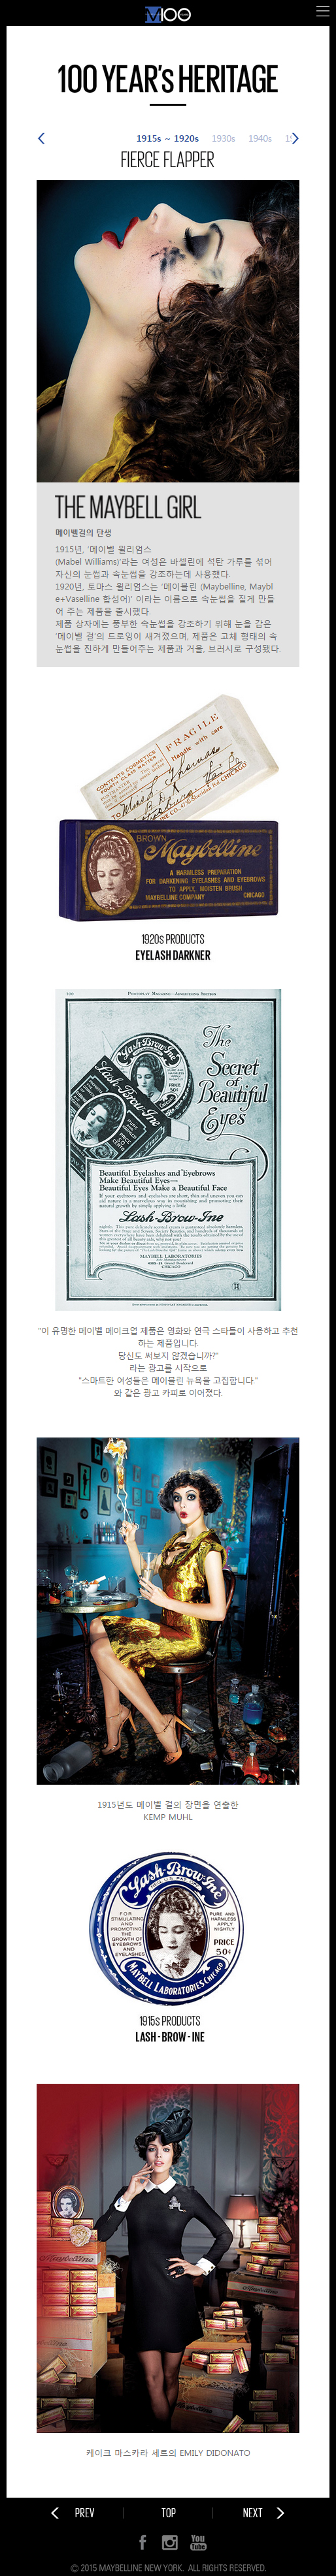 M100
100 YEAR's HERITAGE
1915s ~ 1920s 1930s 1940s
FIERCE FLAPPER
THE MAYBELL GIRL
메이벨걸의 탄생
1915년, '메이벨 윌리엄스
(Mabel Williams)'라는 여성은 바셀린에 석탄 가루를 섞어
자신의 눈썹과 속눈썹을 강조하는데 사용했다.
1920년, 토마스 윌리엄스는 '메이블린 (Maybelline, Maybl
e+Vaselline 합성어)' 이라는 이름으로 속눈썹을 짙게 만들
어 주는 제품을 출시했다.
제품 상자에는 풍부한 속눈썹을 강조하기 위해 눈을 감은
'메이벨 걸'의 드로잉이 새겨졌으며, 제품은 고체 형태의 속
눈썹을 진하게 만들어주는 제품과 거울, 브러시로 구성됐다.
FRAGILE
CONTENTS COSMETICS
BROWN
Maybelline
A HARMLESS PREPARATION
FOR DARKENING EYELASHES AND EYEBROWS
TO APPLY, MOISTEN BRUSH
MAYBELLINE COMPANY CHICAGO
1920s PRODUCTS
EYELASH DARKNER
The
Secret
of
Beautiful
Eyes
Lash-Brow-Ine
Lash-Brow-Ine
Beautiful Eyelashes and Eyebrows
Make Beautiful Eyes—
Beautiful Eyes Make a Beautiful Face
Lash-Brow-Ine
MAYBELL LABORATORIES
"이 유명한 메이벨 메이크업 제품은 영화와 연극 스타들이 사용하고 추천
하는 제품입니다.
당신도 써보지 않겠습니까?"
라는 광고를 시작으로
"스마트한 여성들은 메이블린 뉴욕을 고집합니다."
와 같은 광고 카피로 이어졌다.
1915년도 메이벨 걸의 장면을 연출한
KEMP MUHL
Lash-Brow-Ine
FOR
STIMULATING
AND
PROMOTING
THE
GROWTH OF
EYEBROWS
AND
EYELASHES
PURE AND
HARMLESS
APPLY
NIGHTLY
PRICE
50¢
MAYBELL LABORATORIES CHICAGO
1915s PRODUCTS
LASH - BROW - INE
Maybelline
케이크 마스카라 세트의 EMILY DIDONATO
PREV TOP NEXT
f You Tube
© 2015 MAYBELLINE NEW YORK. ALL RIGHTS RESERVED.